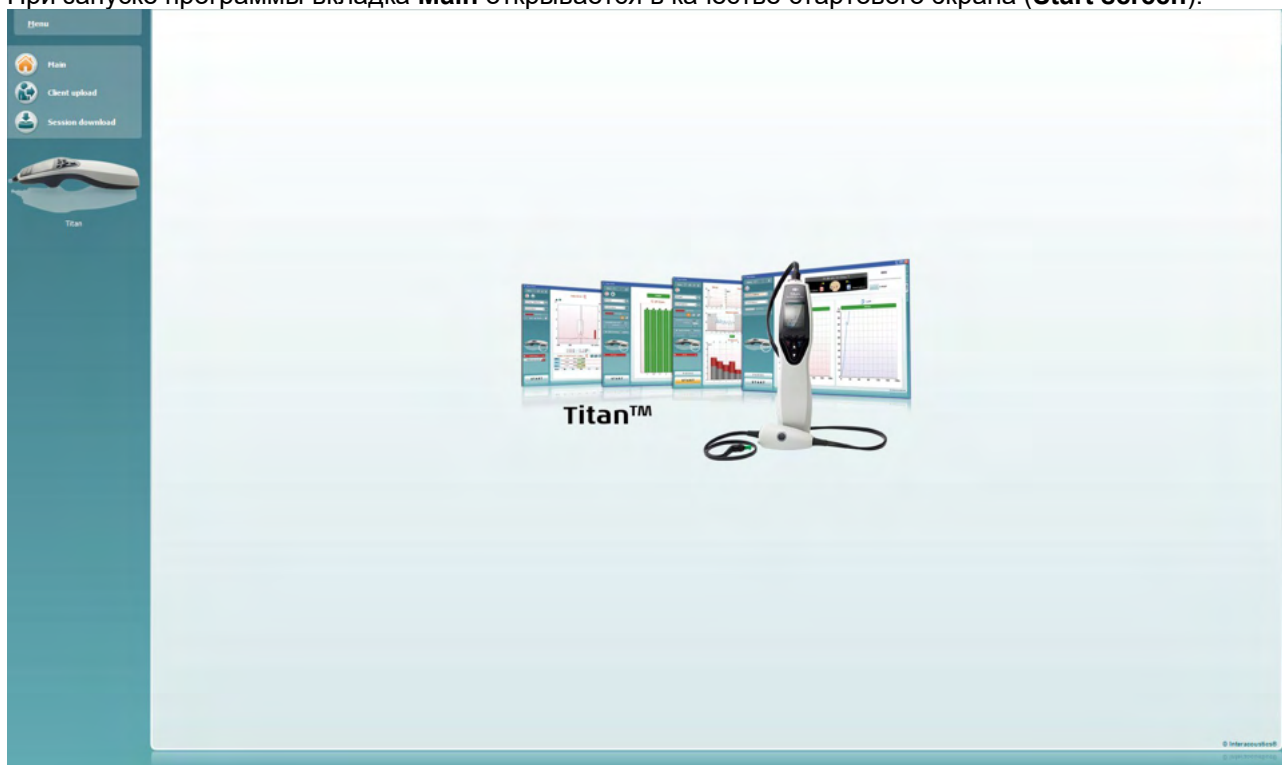 При запуске программы вкладка Main открывается в качестве стартового экрана (Start screen).
Menu
Main
Client upload
Session download
Titan
Titan™
© Interacoustics®